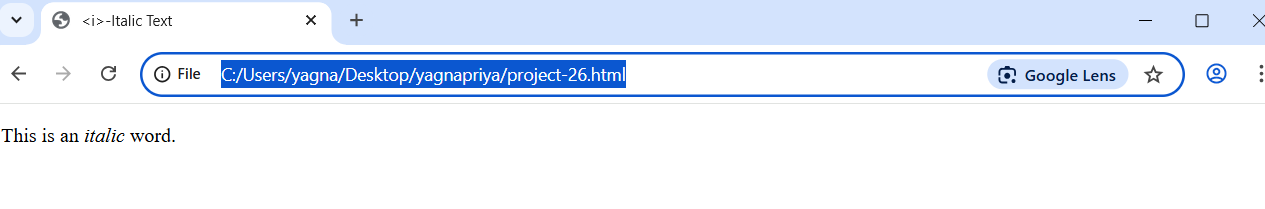 <i>-Italic Text
File C:/Users/yagna/Desktop/yagnapriya/project-26.html Google Lens
This is an italic word.